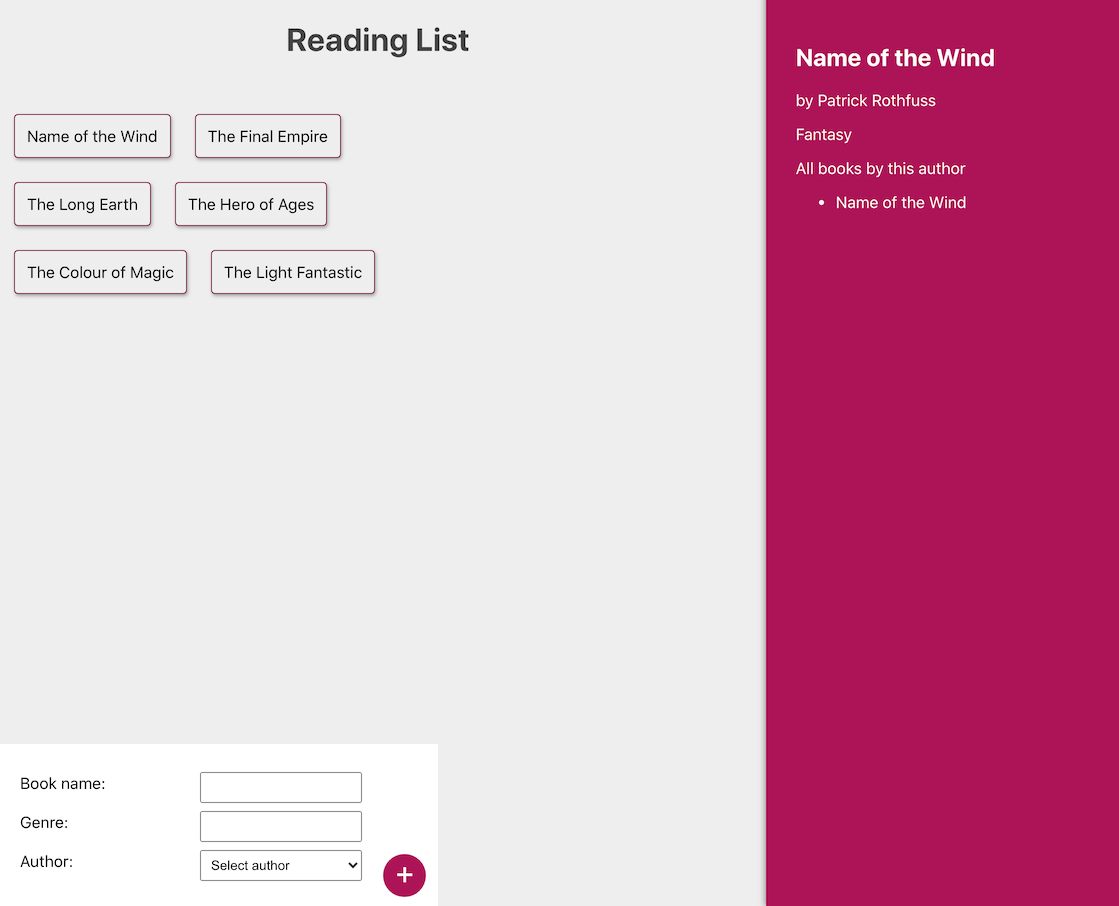 Reading List
Name of the Wind
The Final Empire
The Long Earth
The Hero of Ages
The Colour of Magic
The Light Fantastic
Book name:
Genre:
Author:
Select author
+
Name of the Wind
by Patrick Rothfuss
Fantasy
All books by this author
• Name of the Wind